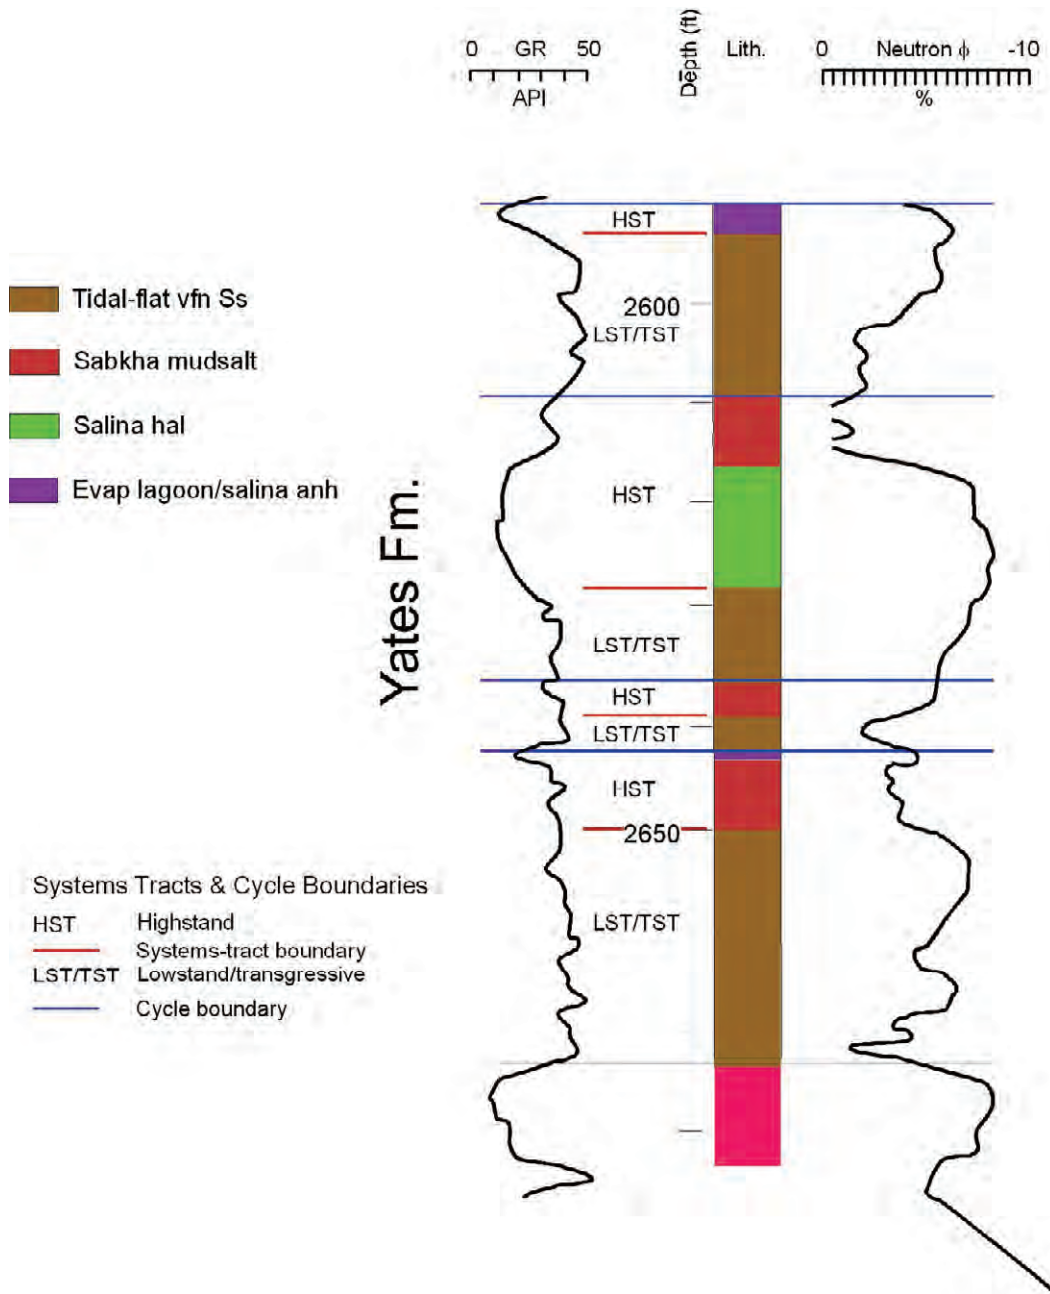 0 GR 50
API
Depth (ft)
Lith.
0 Neutron ϕ -10
%
HST
2600
LST/TST
HST
LST/TST
HST
LST/TST
HST
2650
LST/TST
Tidal-flat vfn Ss
Sabkha mudsalt
Salina hal
Evap lagoon/salina anh
Yates Fm.
Systems Tracts & Cycle Boundaries
HST Highstand
Systems-tract boundary
LST/TST Lowstand/transgressive
Cycle boundary